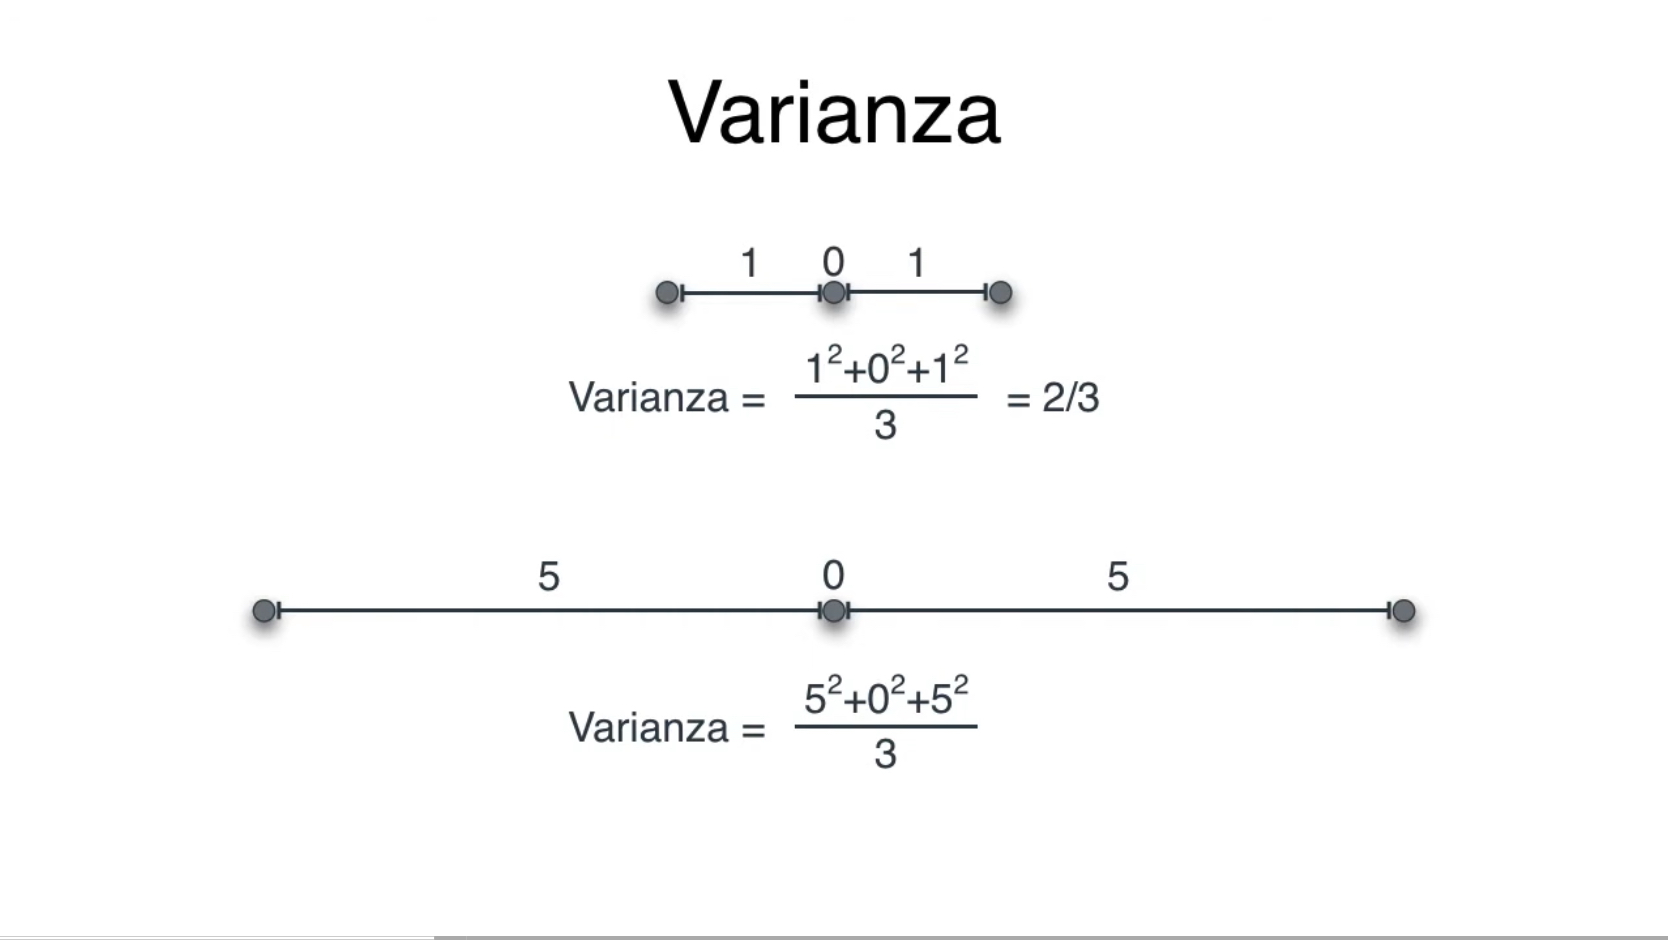 Varianza
1 0 1
Varianza = 1²+0²+1² / 3 = 2/3
5 0 5
Varianza = 5²+0²+5² / 3